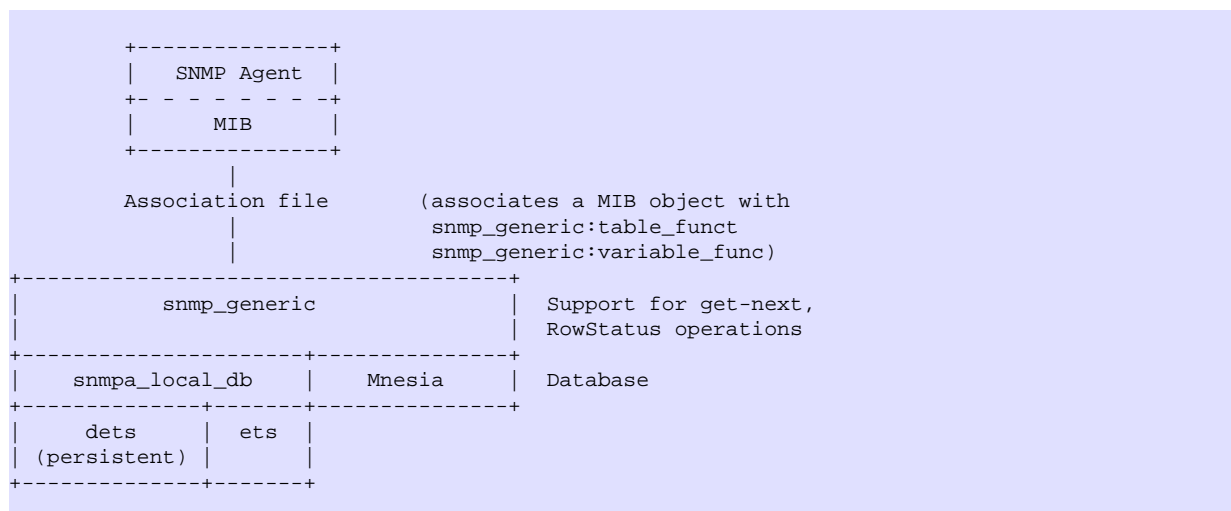 +---------------+
|   SNMP Agent  |
+- - - - - - - -+
|      MIB      |
+---------------+
|
Association file       (associates a MIB object with
|                snmp_generic:table_funct
|                snmp_generic:variable_func)
+--------------------------------------+
|           snmp_generic               |  Support for get-next,
|                                      |  RowStatus operations
+----------------------+---------------+
|    snmpa_local_db    |    Mnesia     |  Database
+--------------+-------+---------------+
|     dets     |  ets  |
| (persistent) |       |
+--------------+-------+